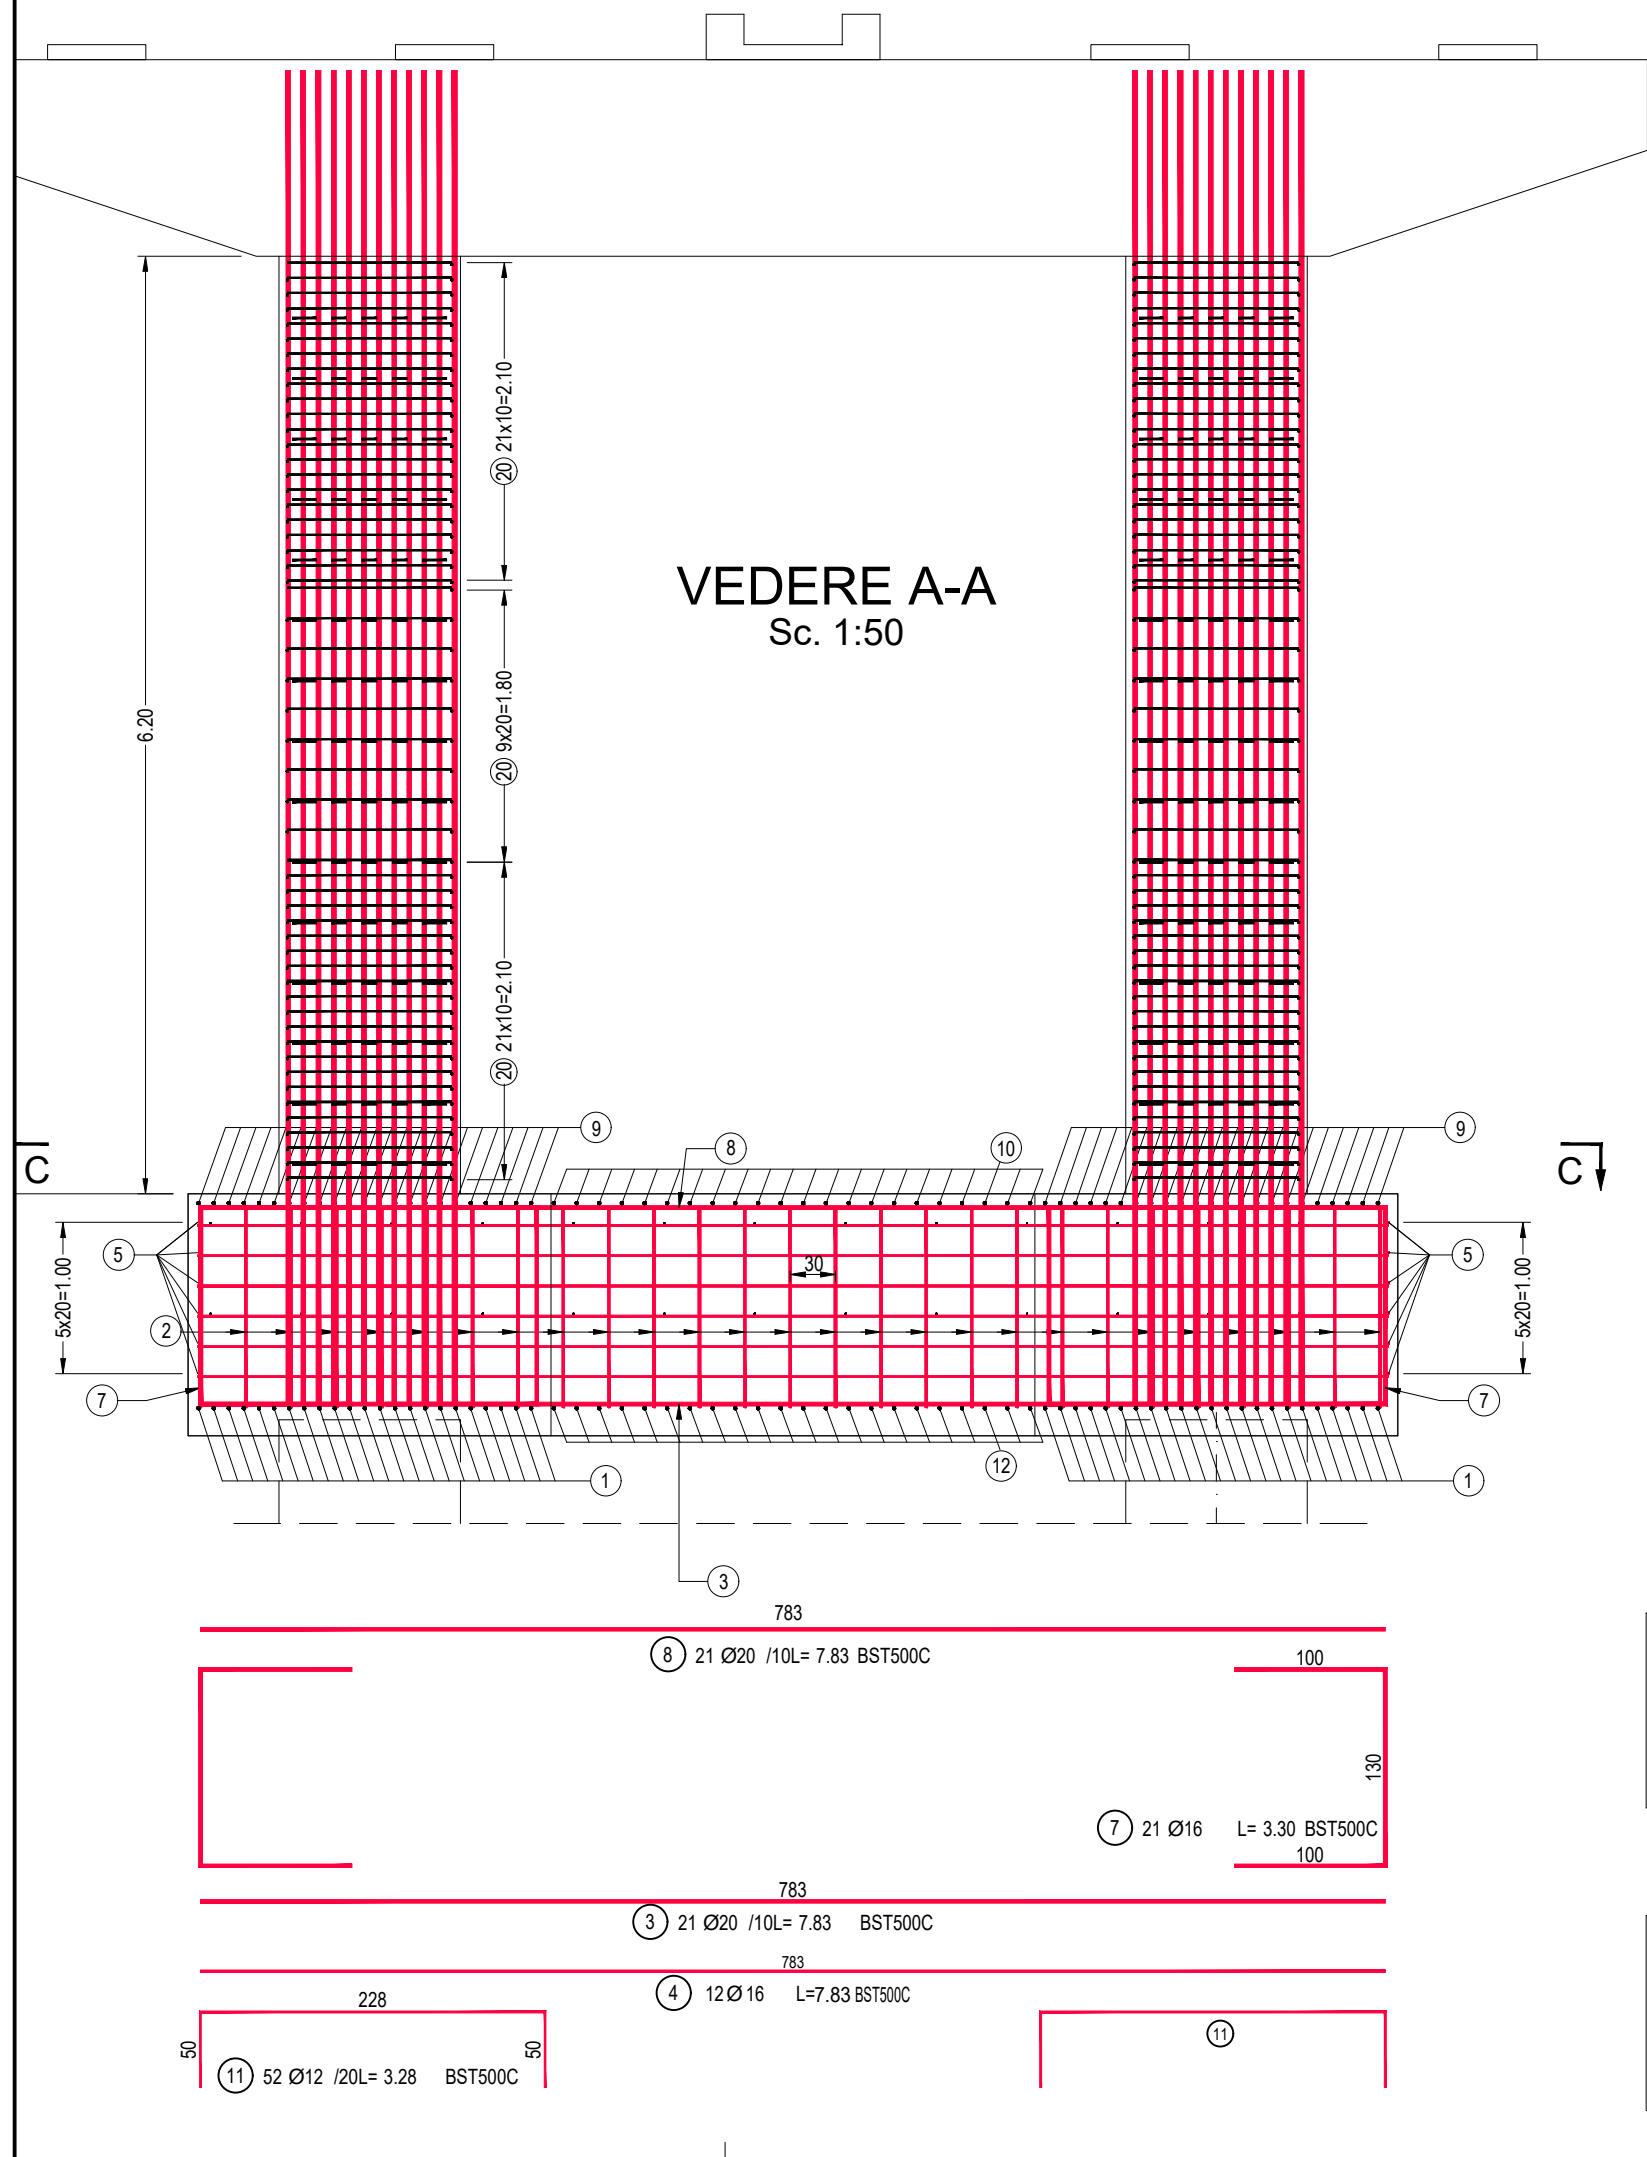 20 21x10=2.10
VEDERE A-A
Sc. 1:50
6.20
20 9x20=1.80
20 21x10=2.10
9
9
8
10
C
C
5
5x20=1.00
30
5
5x20=1.00
2
7
7
12
1
1
3
783
8 21 Ø20 /10L= 7.83 BST500C
100
130
7 21 Ø16 L= 3.30 BST500C
100
783
3 21 Ø20 /10L= 7.83 BST500C
783
4 12Ø16 L=7.83 BST500C
228
50
50
11
11 52 Ø12 /20L= 3.28 BST500C